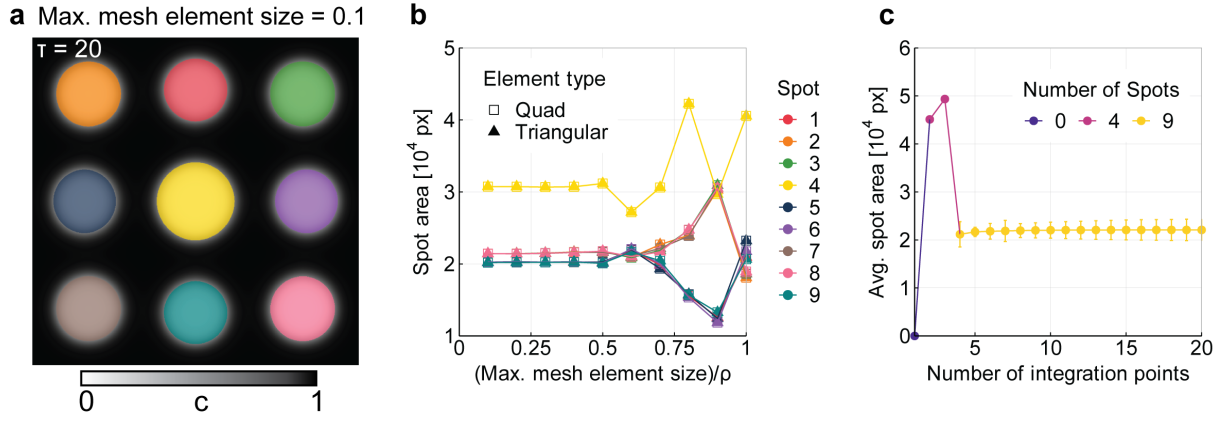 a Max. mesh element size = 0.1
τ = 20
0 c 1
b
5
4
3
2
1
Spot area [10⁴ px]
Element type
Quad
Triangular
0 0.25 0.5 0.75 1
(Max. mesh element size)/ρ
Spot
1
2
3
4
5
6
7
8
9
c
6
5
4
3
2
1
0
Avg. spot area [10⁴ px]
Number of Spots
0 4 9
5 10 15 20
Number of integration points